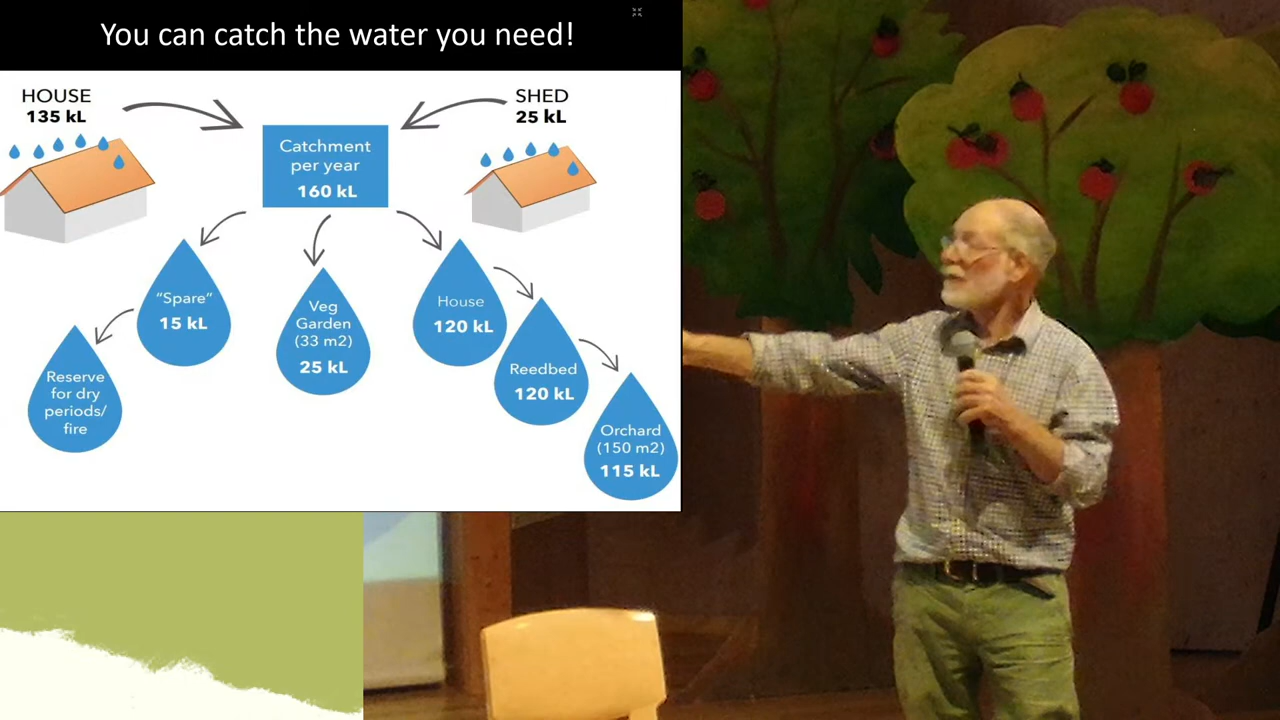 You can catch the water you need!
HOUSE
135 kL
SHED
25 kL
Catchment
per year
160 kL
"Spare"
15 kL
Reserve
for dry
periods/
fire
Veg
Garden
(33 m2)
25 kL
House
120 kL
Reedbed
120 kL
Orchard
(150 m2)
115 kL